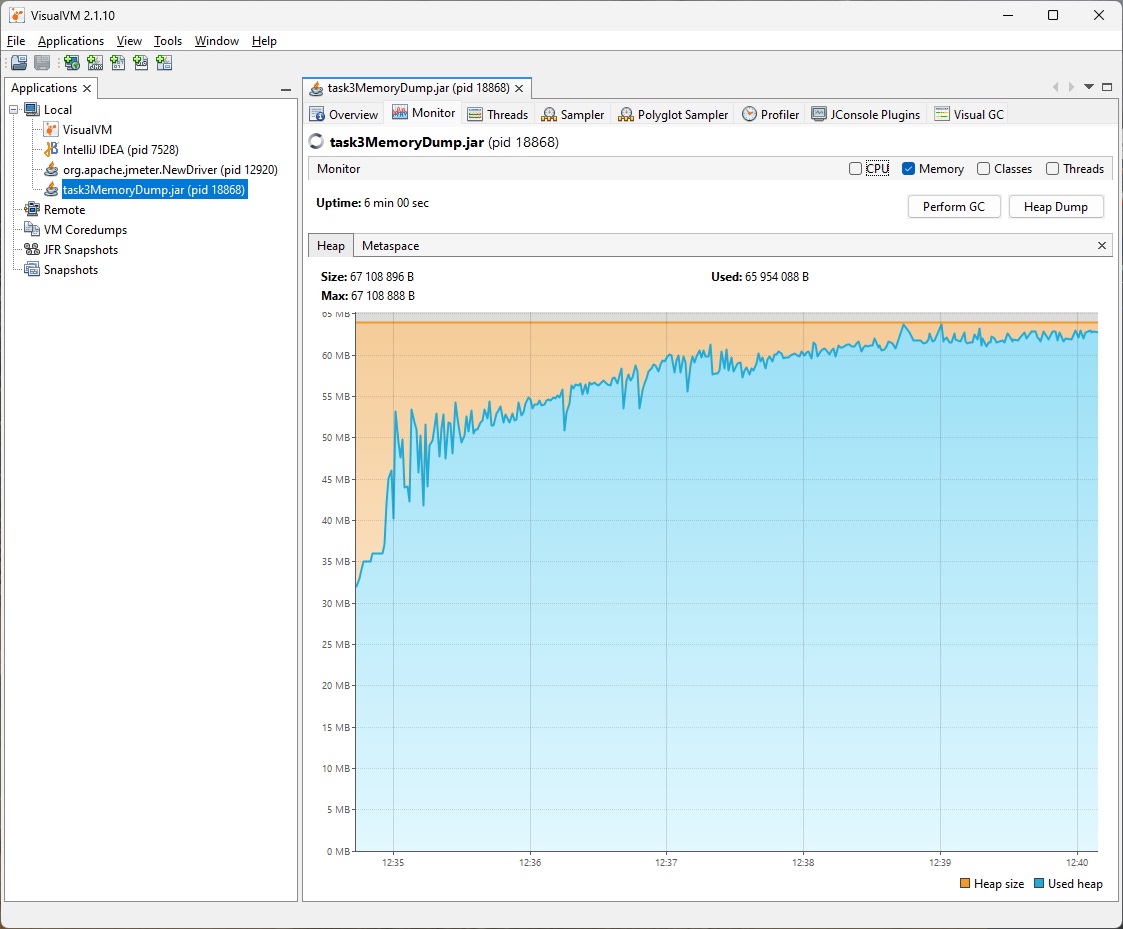 VisualVM 2.1.10
File Applications View Tools Window Help
Applications
Local
VisualVM
IntelliJ IDEA (pid 7528)
org.apache.jmeter.NewDriver (pid 12920)
task3MemoryDump.jar (pid 18868)
Remote
VM Coredumps
JFR Snapshots
Snapshots
task3MemoryDump.jar (pid 18868)
Overview Monitor Threads Sampler Polyglot Sampler Profiler JConsole Plugins Visual GC
task3MemoryDump.jar (pid 18868)
Monitor CPU Memory Classes Threads
Uptime: 6 min 00 sec Perform GC Heap Dump
Heap Metaspace
Size: 67 108 896 B Used: 65 954 088 B
Max: 67 108 888 B
65 MB
60 MB
55 MB
50 MB
45 MB
40 MB
35 MB
30 MB
25 MB
20 MB
15 MB
10 MB
5 MB
0 MB
12:35 12:36 12:37 12:38 12:39 12:40
Heap size Used heap